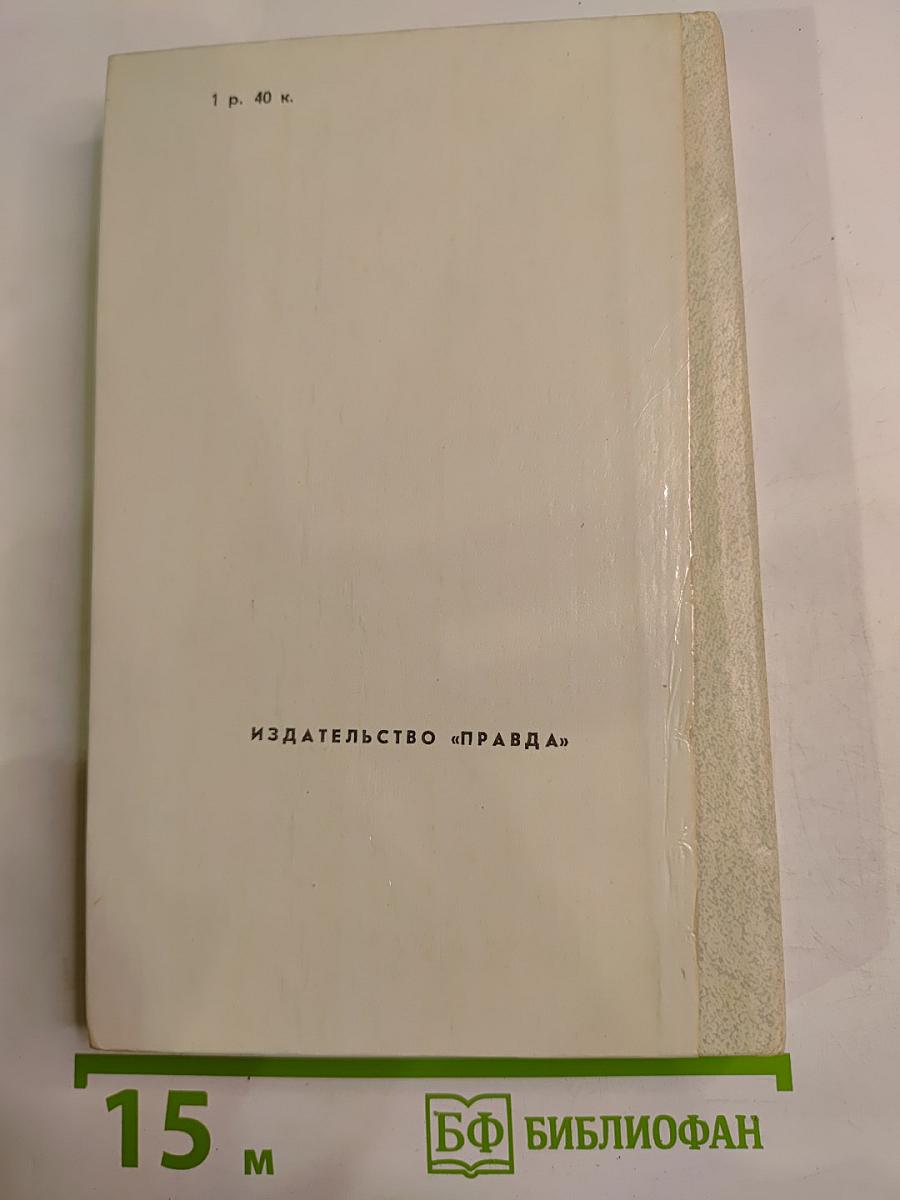 1 р. 40 к.
ИЗДАТЕЛЬСТВО «ПРАВДА»
15 м
БФ БИБЛИОФАН